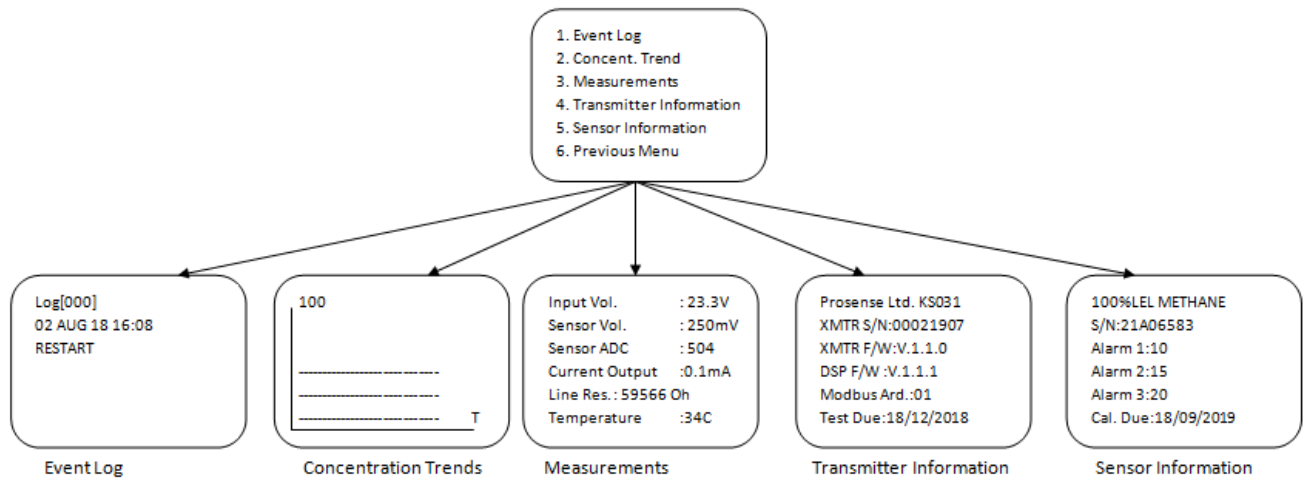 1. Event Log
2. Concent. Trend
3. Measurements
4. Transmitter Information
5. Sensor Information
6. Previous Menu
Log[000]
02 AUG 18 16:08
RESTART
Event Log
100
T
Concentration Trends
Input Vol. : 23.3V
Sensor Vol. : 250mV
Sensor ADC : 504
Current Output :0.1mA
Line Res. : 59566 Oh
Temperature :34C
Measurements
Prosense Ltd. KS031
XMTR S/N:00021907
XMTR F/W:V.1.1.0
DSP F/W :V.1.1.1
Modbus Ard.:01
Test Due:18/12/2018
Transmitter Information
100%LEL METHANE
S/N:21A06583
Alarm 1:10
Alarm 2:15
Alarm 3:20
Cal. Due:18/09/2019
Sensor Information